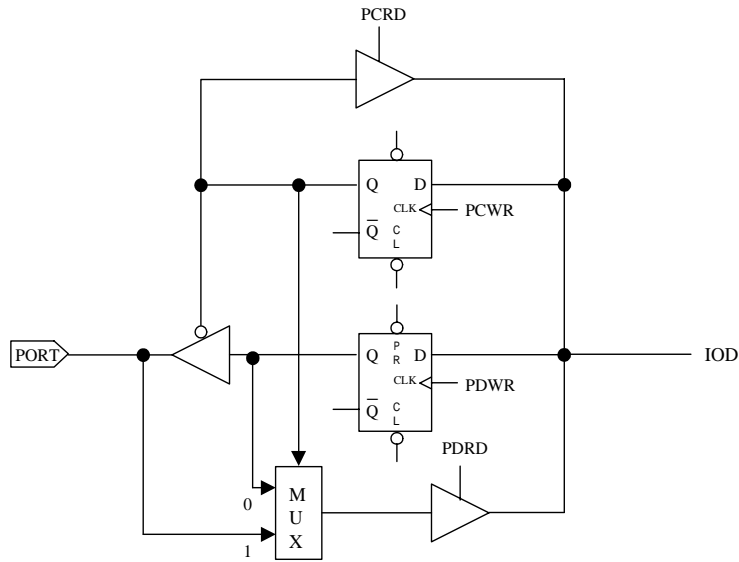 PCRD
Q D
CLK PCWR
Q C
L
PORT
Q P D
R
CLK PDWR
Q C
L
IOD
PDRD
0 M
U
1 X